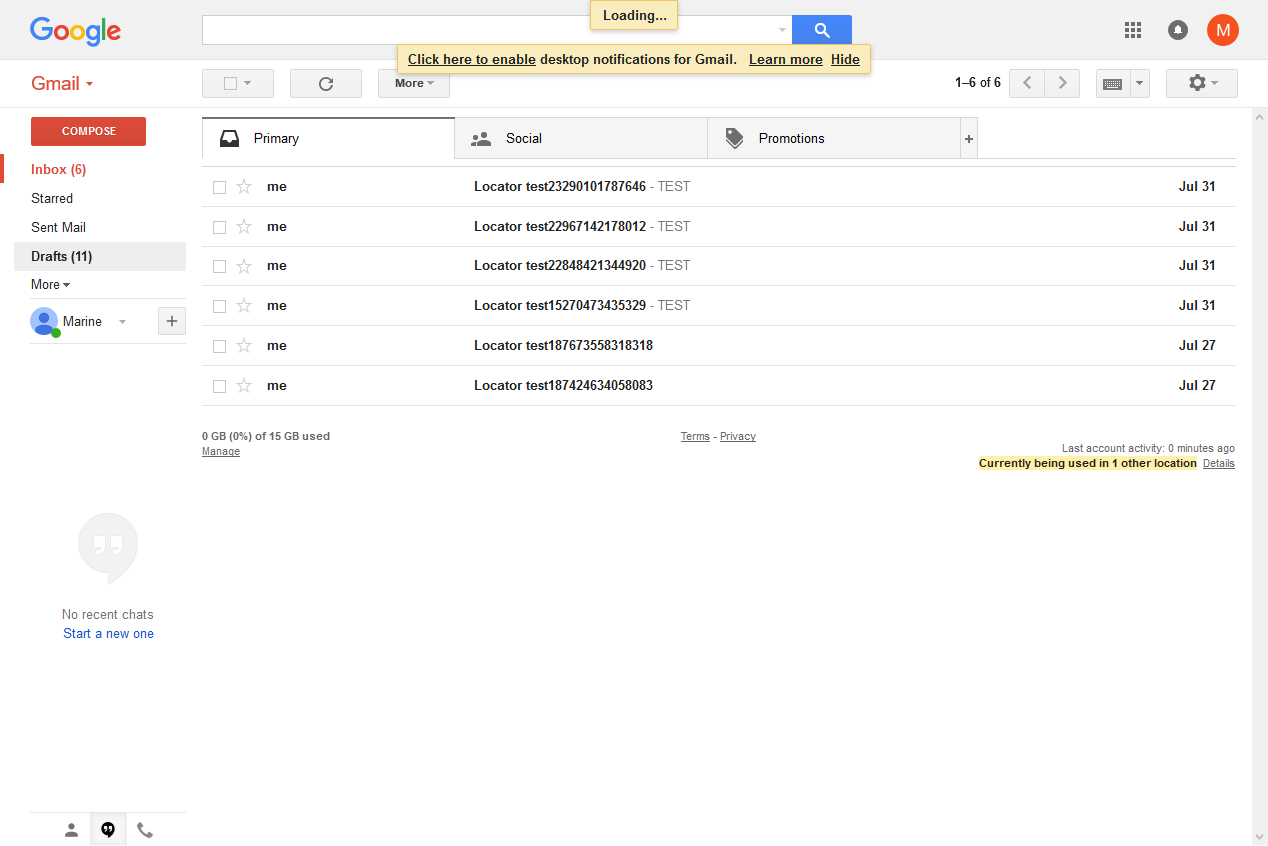 Loading...
Google
M
Click here to enable desktop notifications for Gmail. Learn more Hide
Gmail
More
1–6 of 6
COMPOSE
Primary
Social
Promotions
+
Inbox (6)
Starred
Sent Mail
Drafts (11)
More
Marine
+
me Locator test23290101787646 - TEST Jul 31
me Locator test22967142178012 - TEST Jul 31
me Locator test22848421344920 - TEST Jul 31
me Locator test15270473435329 - TEST Jul 31
me Locator test187673558318318 Jul 27
me Locator test187424634058083 Jul 27
0 GB (0%) of 15 GB used
Manage
Terms - Privacy
Last account activity: 0 minutes ago
Currently being used in 1 other location Details
No recent chats
Start a new one